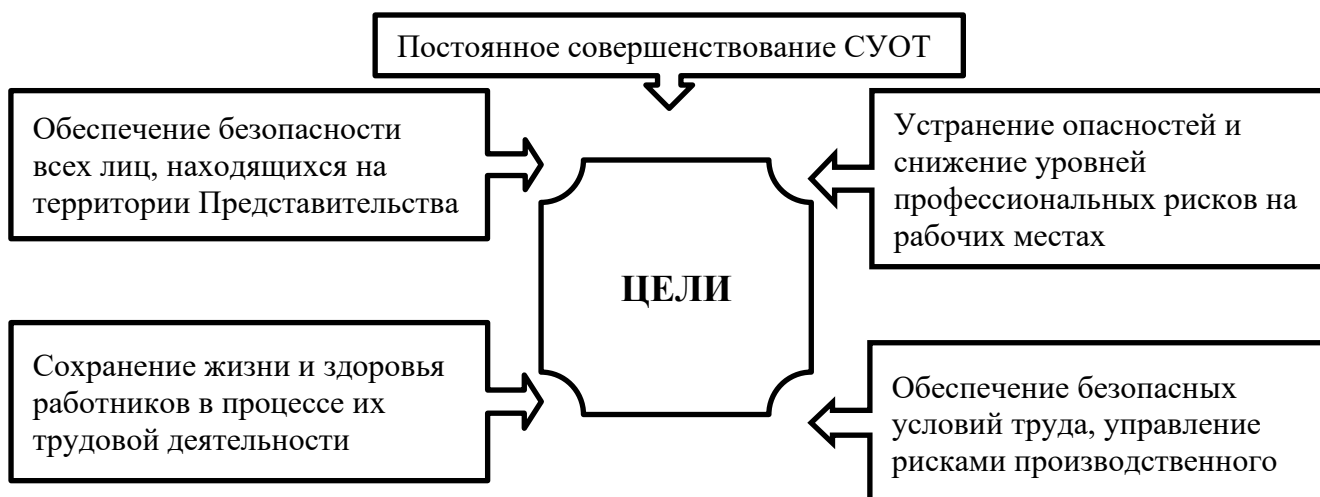 Постоянное совершенствование СУОТ
Обеспечение безопасности
всех лиц, находящихся на
территории Представительства
Устранение опасностей и
снижение уровней
профессиональных рисков на
рабочих местах
ЦЕЛИ
Сохранение жизни и здоровья
работников в процессе их
трудовой деятельности
Обеспечение безопасных
условий труда, управление
рисками производственного